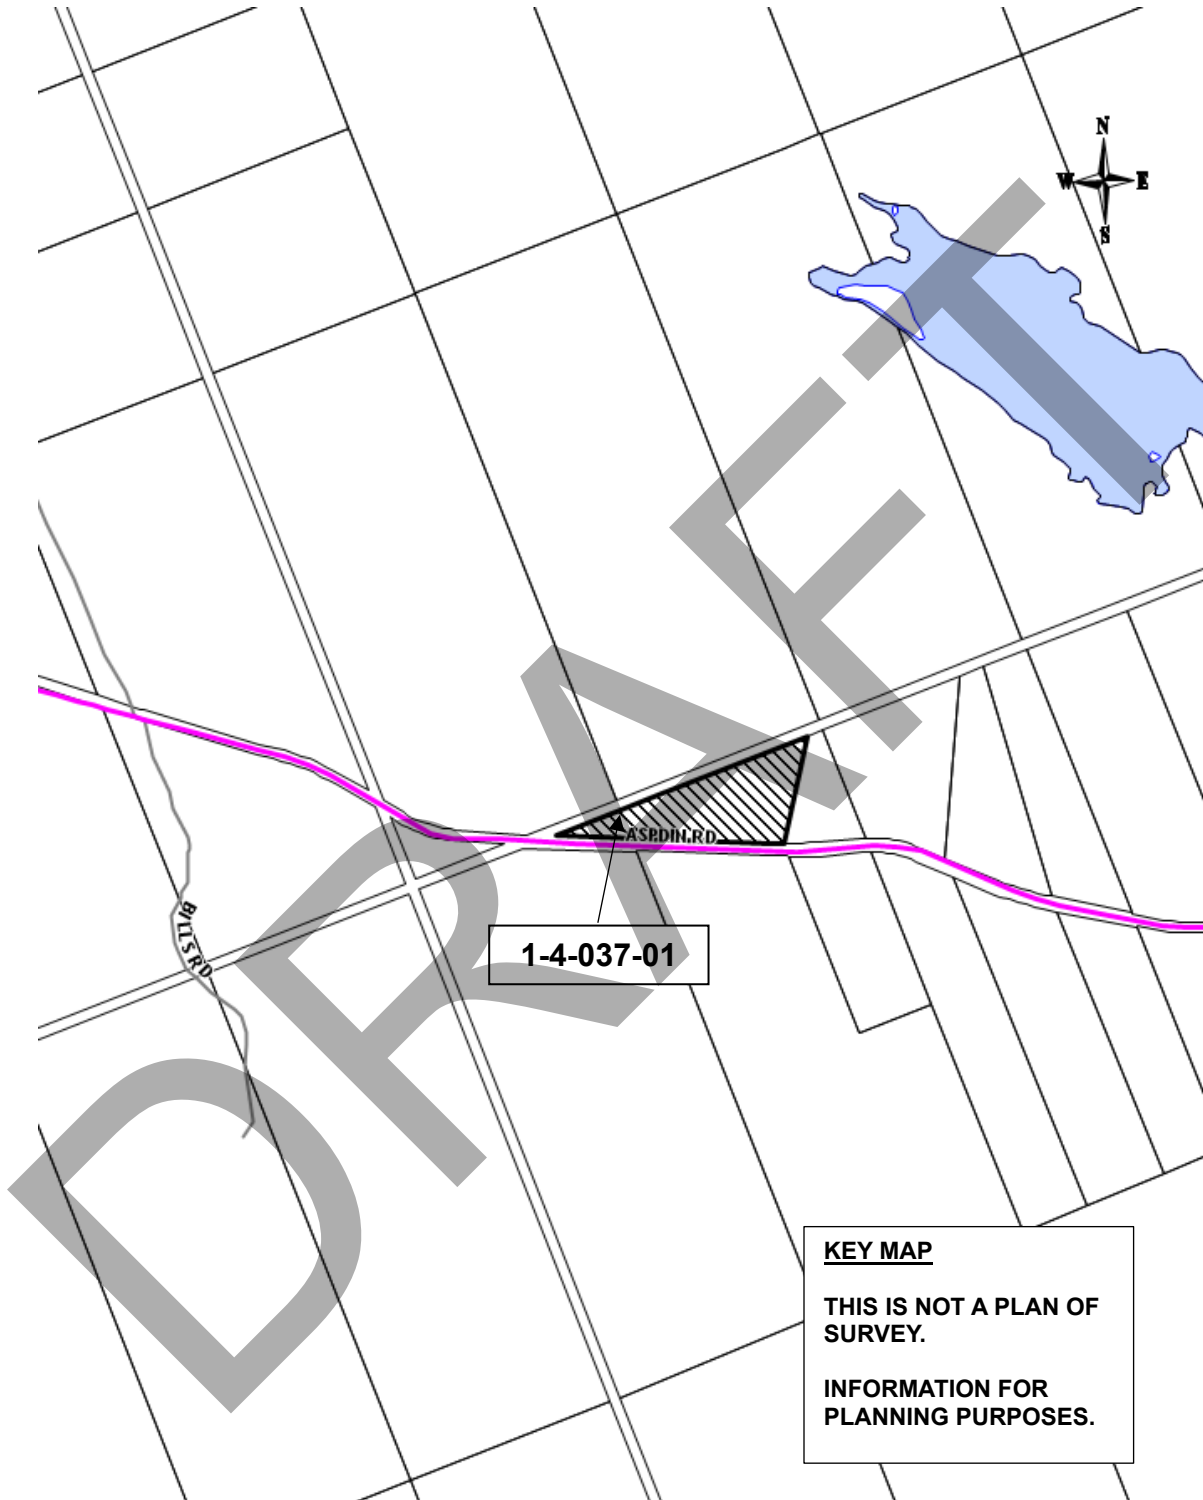 N
W E
S
DRAFT
ASPDIN RD
BILLS RD
1-4-037-01
KEY MAP
THIS IS NOT A PLAN OF
SURVEY.
INFORMATION FOR
PLANNING PURPOSES.